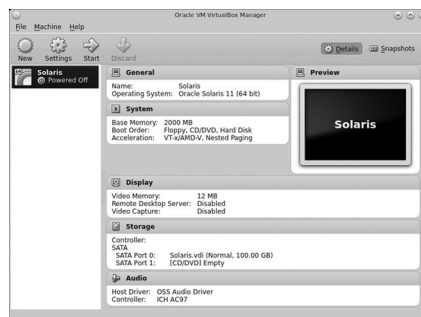 Oracle VM VirtualBox Manager
File Machine Help
New Settings Start Discard
Details Snapshots
Solaris
Powered Off
General
Name: Solaris
Operating System: Oracle Solaris 11 (64 bit)
System
Base Memory: 2000 MB
Boot Order: Floppy, CD/DVD, Hard Disk
Acceleration: VT-x/AMD-V, Nested Paging
Preview
Solaris
Display
Video Memory: 12 MB
Remote Desktop Server: Disabled
Video Capture: Disabled
Storage
Controller:
SATA
SATA Port 0: Solaris.vdi (Normal, 100.00 GB)
SATA Port 1: [CD/DVD] Empty
Audio
Host Driver: OSS Audio Driver
Controller: ICH AC97